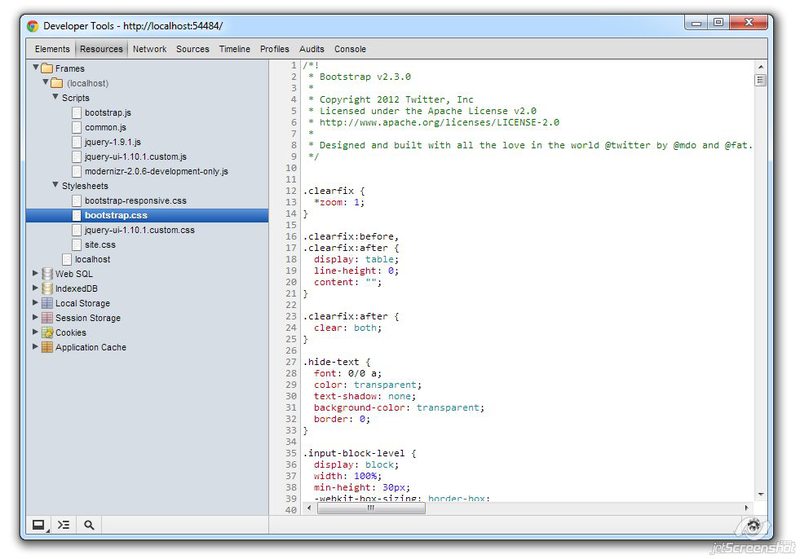 Developer Tools - http://localhost:54484/
Elements Resources Network Sources Timeline Profiles Audits Console
Frames
(localhost)
Scripts
bootstrap.js
common.js
jquery-1.9.1.js
jquery-ui-1.10.1.custom.js
modernizr-2.0.6-development-only.js
Stylesheets
bootstrap-responsive.css
bootstrap.css
jquery-ui-1.10.1.custom.css
site.css
localhost
Web SQL
IndexedDB
Local Storage
Session Storage
Cookies
Application Cache
1 /*!
2 * Bootstrap v2.3.0
3 *
4 * Copyright 2012 Twitter, Inc
5 * Licensed under the Apache License v2.0
6 * http://www.apache.org/licenses/LICENSE-2.0
7 *
8 * Designed and built with all the love in the world @twitter by @mdo and @fat.
9 */
10
11
12 .clearfix {
13 *zoom: 1;
14 }
15
16 .clearfix:before,
17 .clearfix:after {
18 display: table;
19 line-height: 0;
20 content: "";
21 }
22
23 .clearfix:after {
24 clear: both;
25 }
26
27 .hide-text {
28 font: 0/0 a;
29 color: transparent;
30 text-shadow: none;
31 background-color: transparent;
32 border: 0;
33 }
34
35 .input-block-level {
36 display: block;
37 width: 100%;
38 min-height: 30px;
39 -webkit-box-sizing: border-box;
40
jetScreenshot